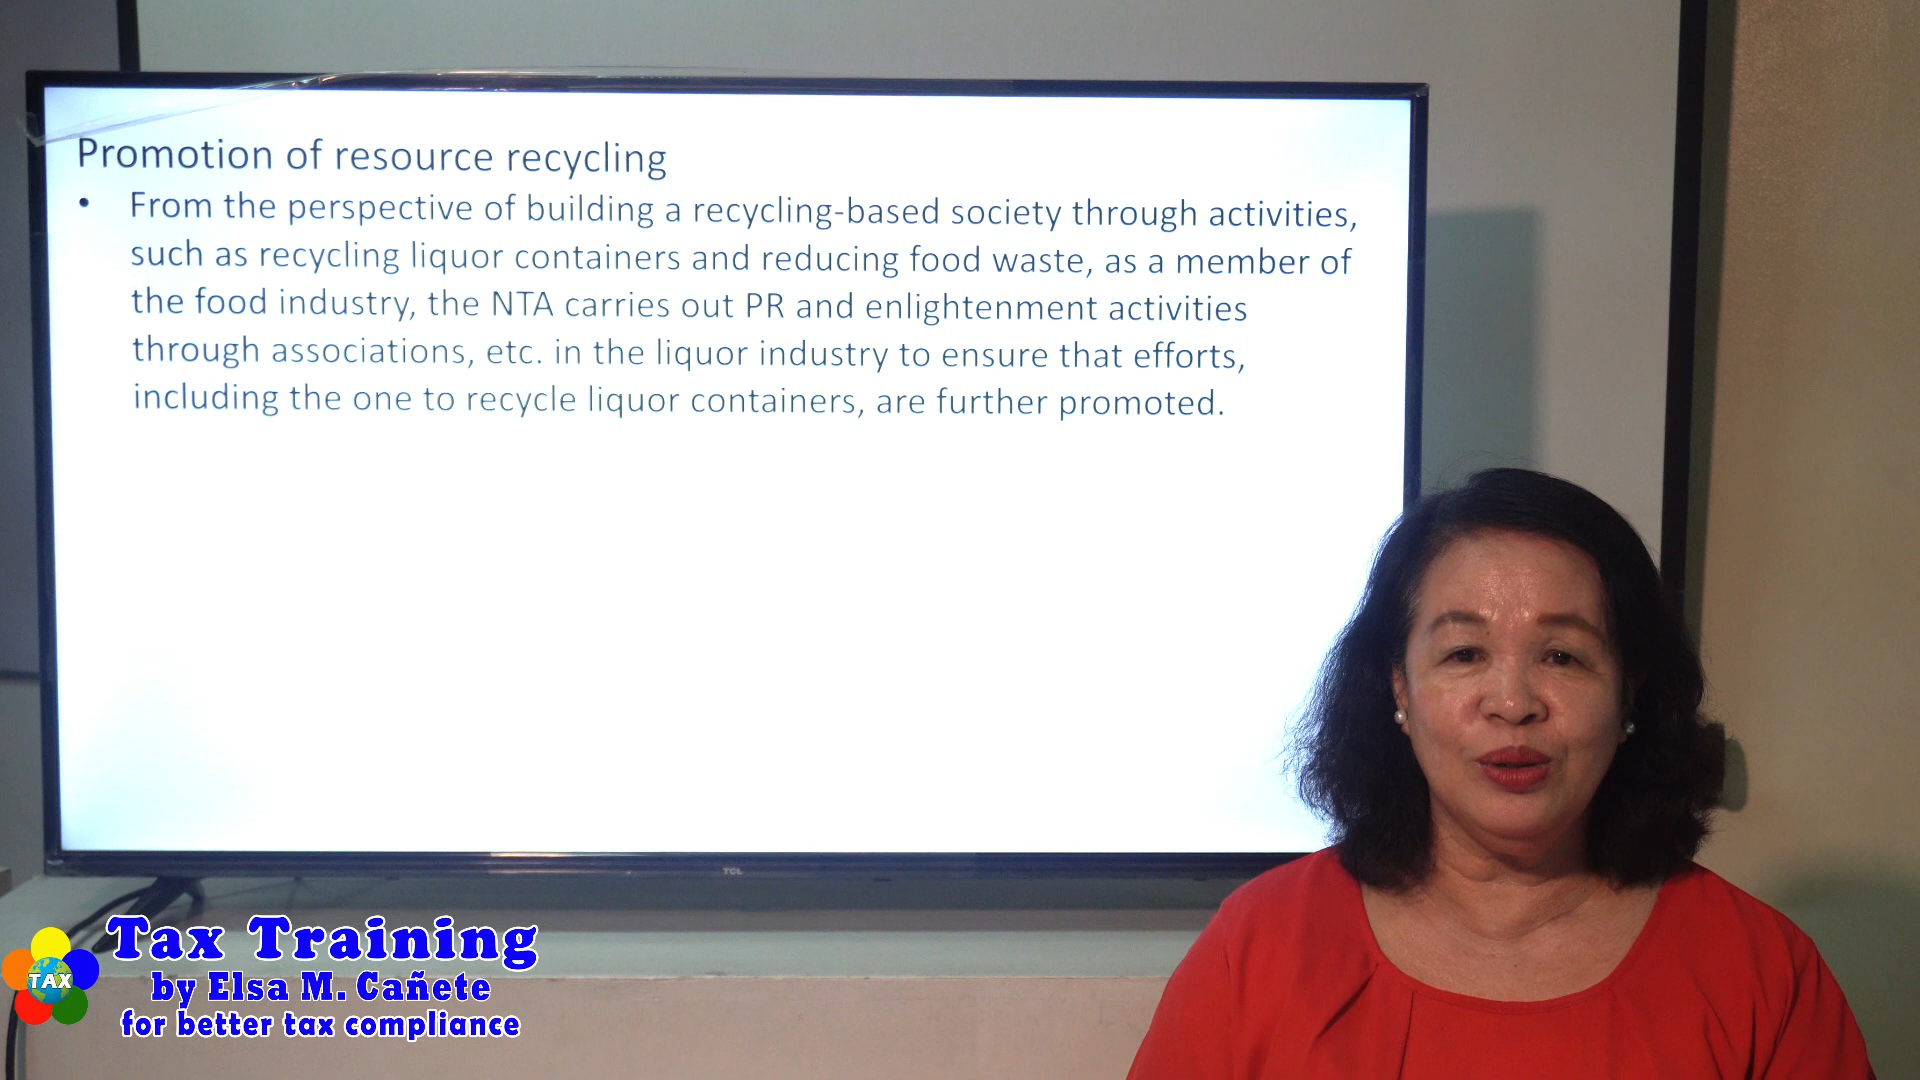 Promotion of resource recycling
• From the perspective of building a recycling-based society through activities,
such as recycling liquor containers and reducing food waste, as a member of
the food industry, the NTA carries out PR and enlightenment activities
through associations, etc. in the liquor industry to ensure that efforts,
including the one to recycle liquor containers, are further promoted.
TCL
TAX
Tax Training
by Elsa M. Cañete
for better tax compliance